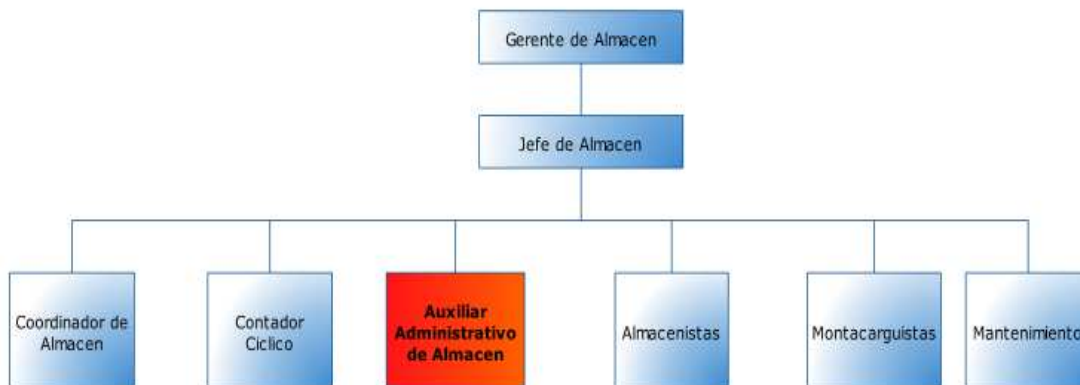 Gerente de Almacen
Jefe de Almacen
Coordinador de
Almacen
Contador
Ciclico
Auxiliar
Administrativo
de Almacen
Almacenistas
Montacarguistas
Mantenimiento